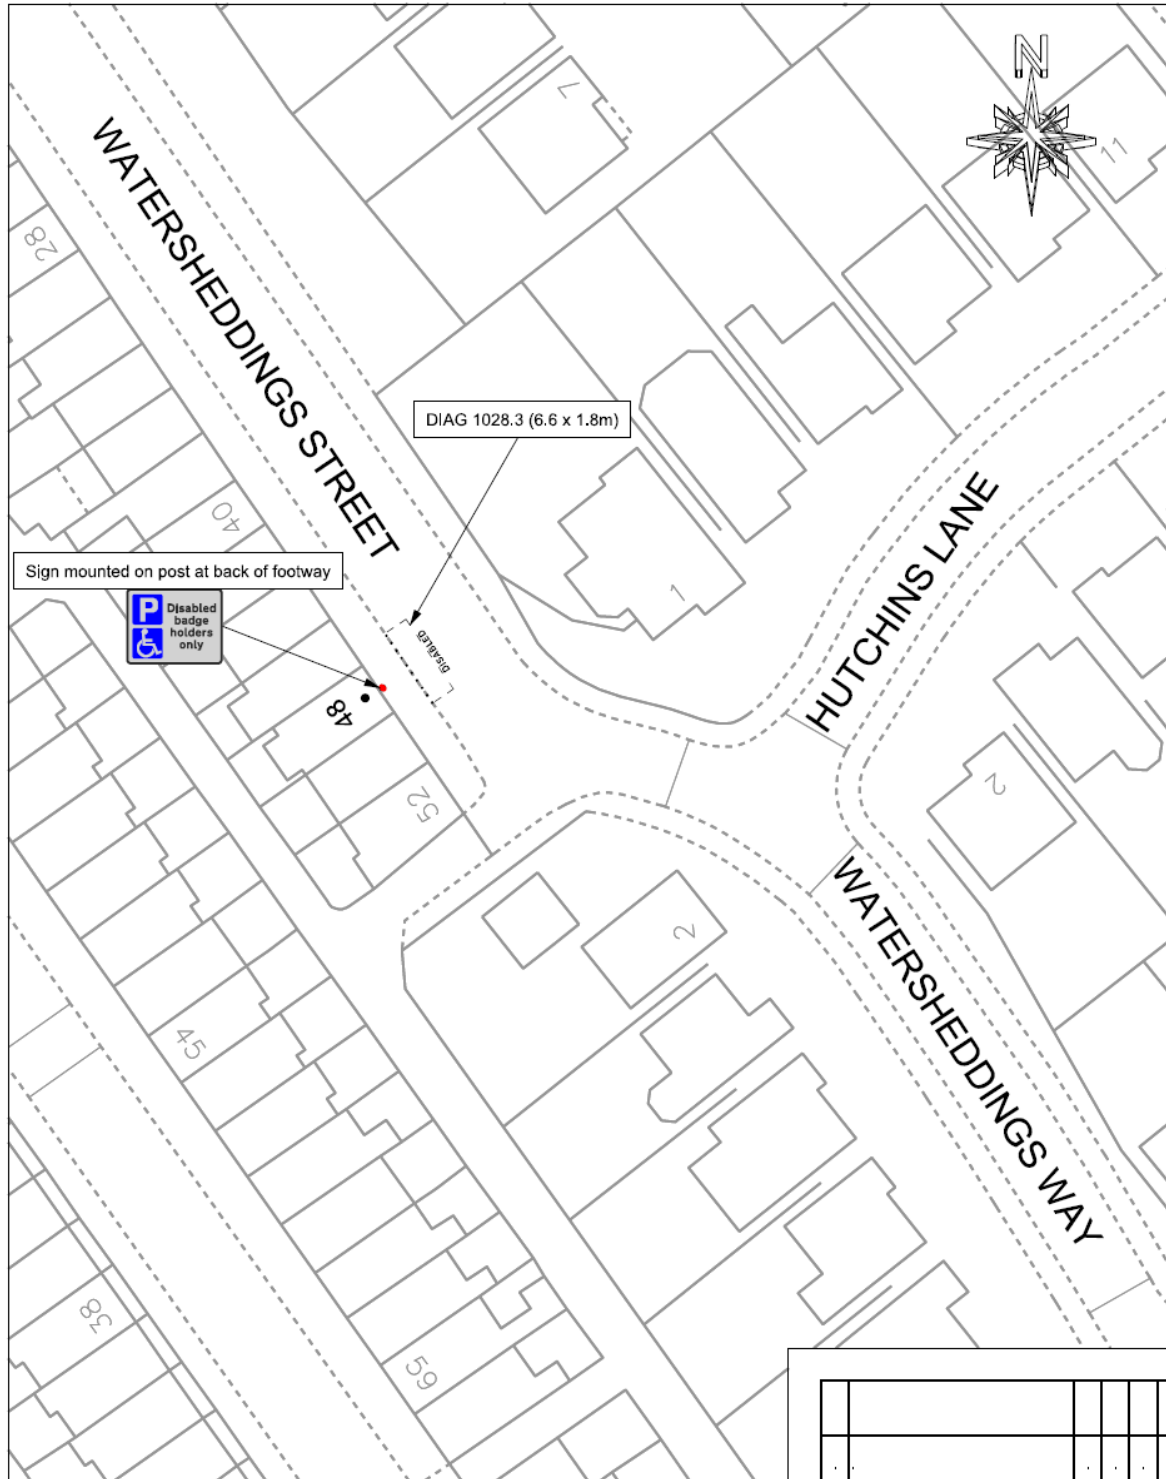 N
7
11
WATERSHEDDINGS STREET
28
DIAG 1028.3 (6.6 x 1.8m)
40
HUTCHINS LANE
Sign mounted on post at back of footway
P
Disabled
badge
holders
only
1
DISABLED
48
52
2
2
WATERSHEDDINGS WAY
45
38
59